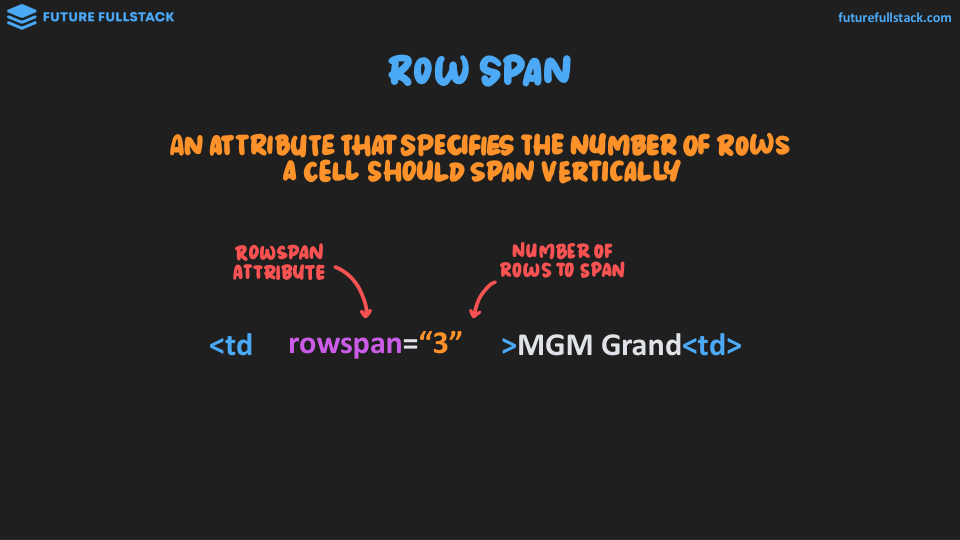 FUTURE FULLSTACK
futurefullstack.com
ROW SPAN
AN ATTRIBUTE THAT SPECIFIES THE NUMBER OF ROWS
A CELL SHOULD SPAN VERTICALLY
ROWSPAN
ATTRIBUTE
NUMBER OF
ROWS TO SPAN
<td rowspan=“3” >MGM Grand<td>